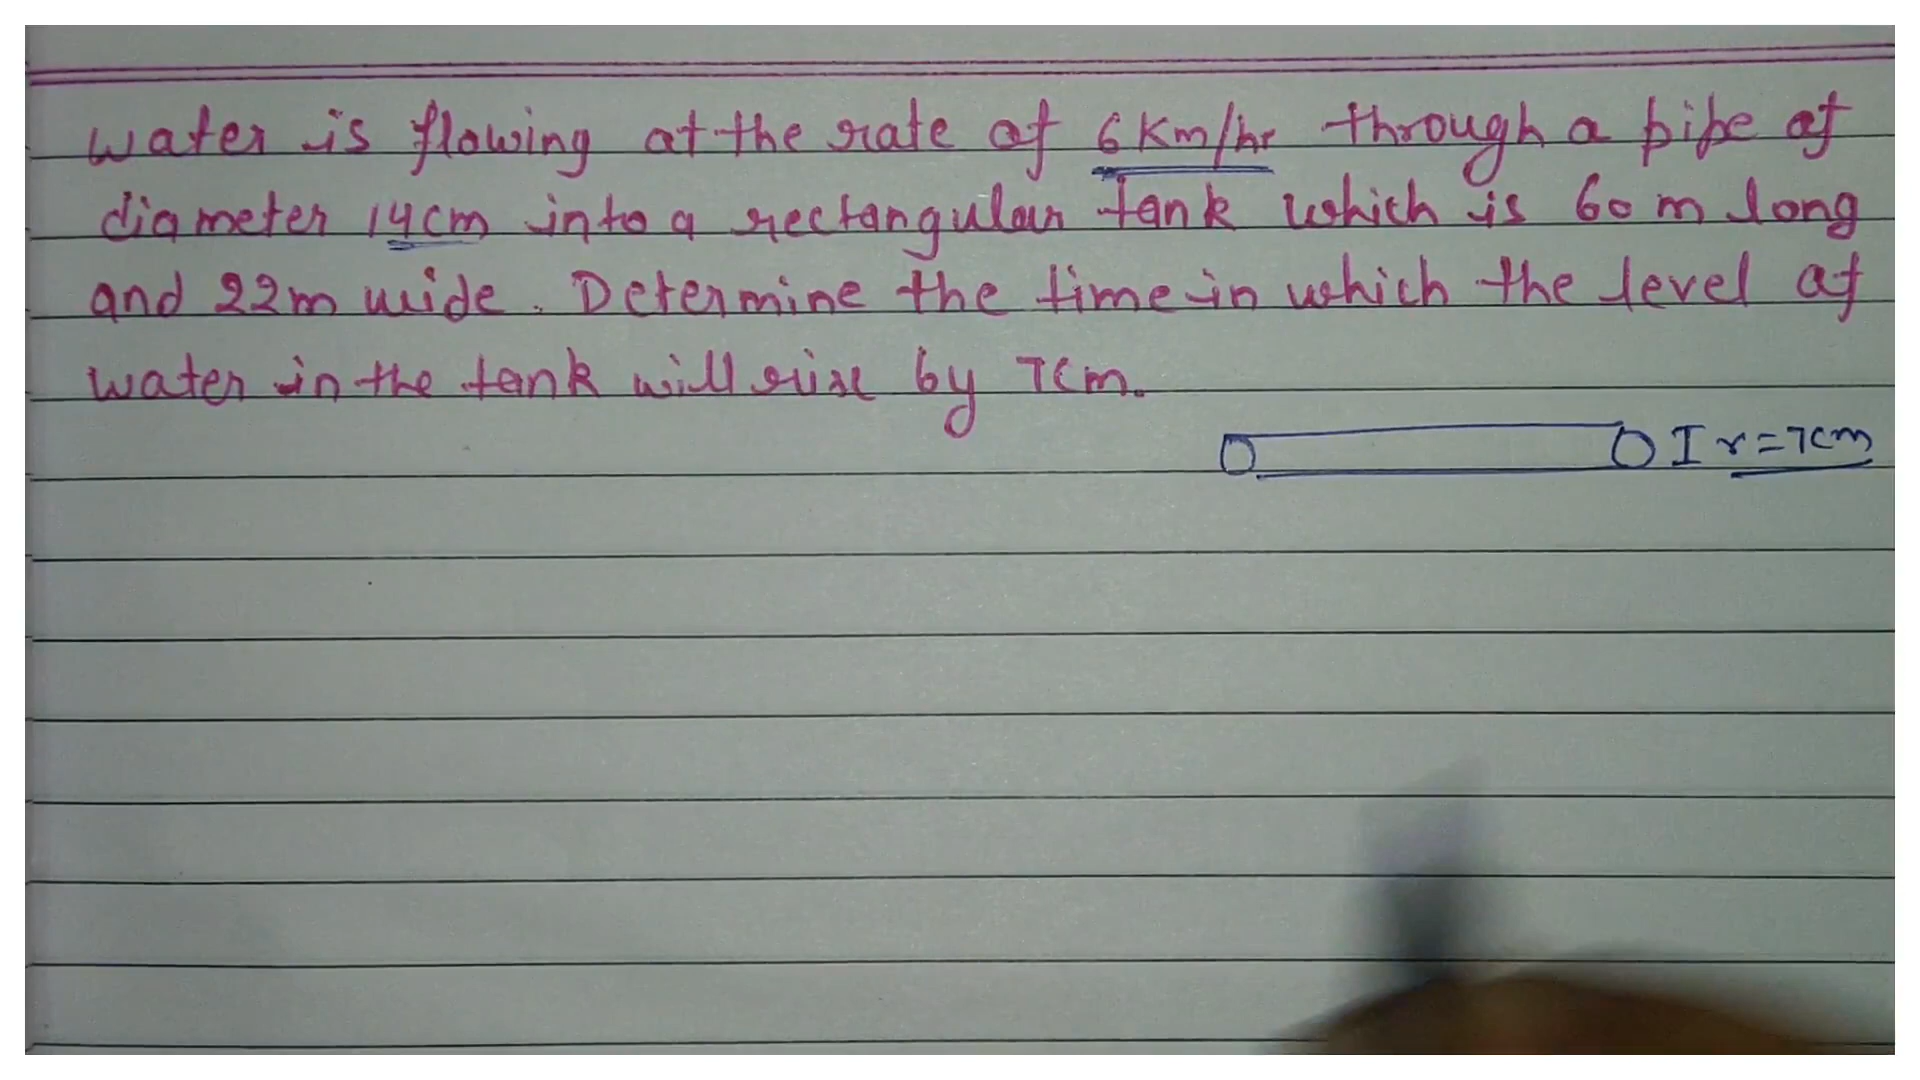 water is flowing at the rate of 6 Km/hr through a pipe of
diameter 14cm into a rectangular tank which is 60 m long
and 22m wide. Determine the time in which the level of
water in the tank will rise by 7cm.
r = 7cm